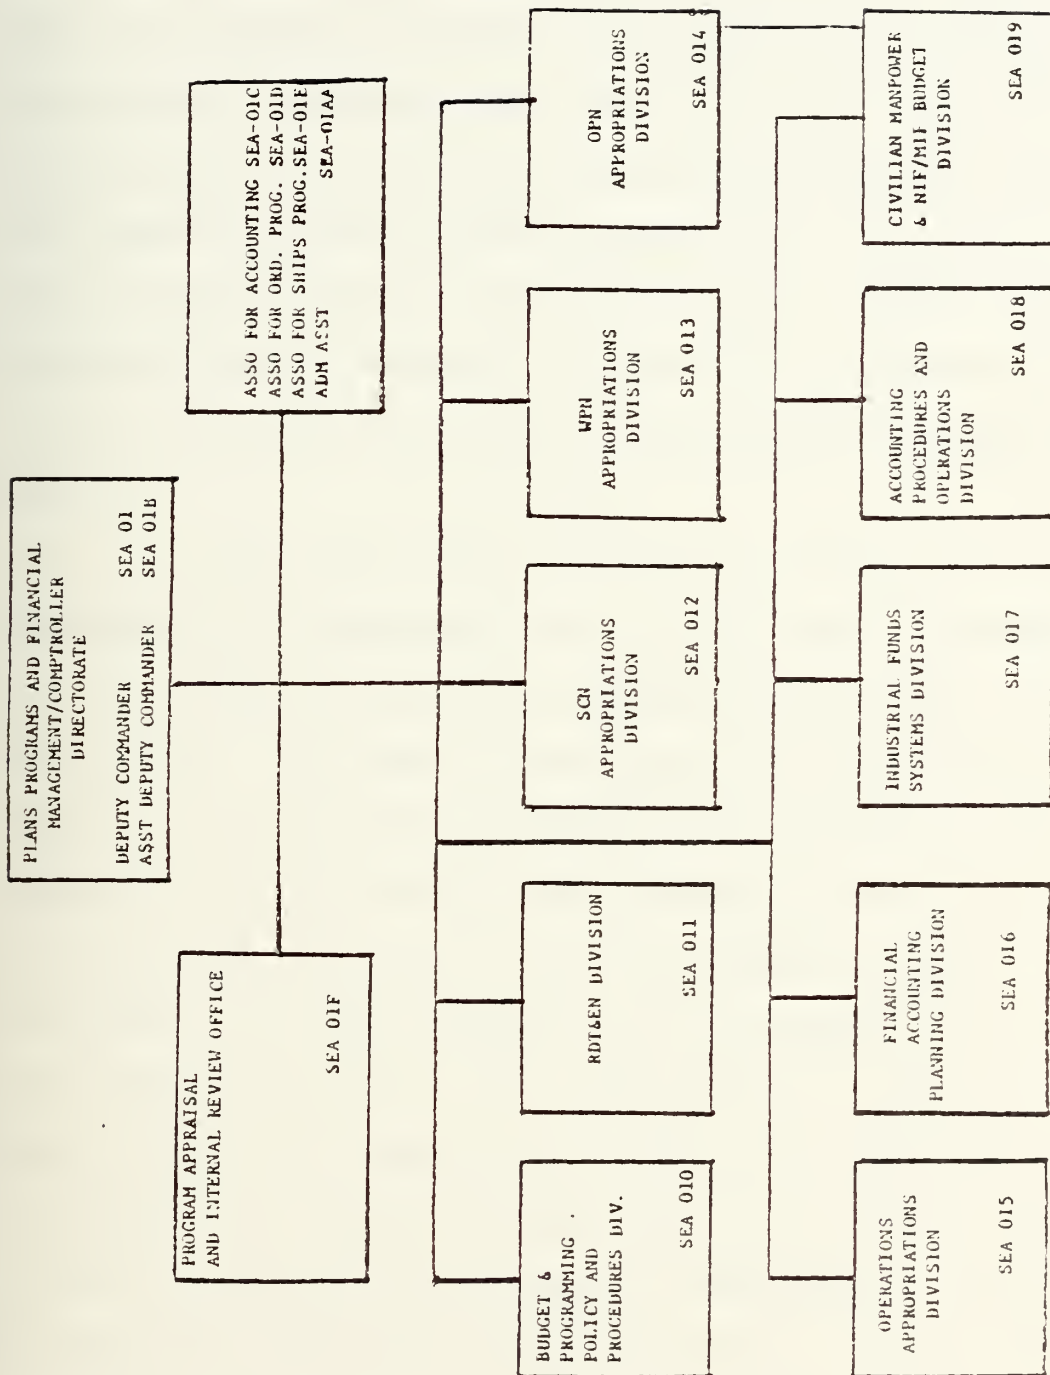 PLANS PROGRAMS AND FINANCIAL
MANAGEMENT/COMPTROLLER
DIRECTORATE
DEPUTY COMMANDER SEA 01
ASST DEPUTY COMMANDER SEA 01B
PROGRAM APPRAISAL
AND INTERNAL REVIEW OFFICE
SEA 01F
ASSO FOR ACCOUNTING SEA-01C
ASSO FOR ORD. PROG. SEA-01D
ASSO FOR SHIPS PROG. SEA-01E
ADM ASST SEA-01AA
BUDGET &
PROGRAMMING
POLICY AND
PROCEDURES DIV.
SEA 010
RDT&EN DIVISION
SEA 011
SCN
APPROPRIATIONS
DIVISION
SEA 012
WPN
APPROPRIATIONS
DIVISION
SEA 013
OPN
APPROPRIATIONS
DIVISION
SEA 014
OPERATIONS
APPROPRIATIONS
DIVISION
SEA 015
FINANCIAL
ACCOUNTING
PLANNING DIVISION
SEA 016
INDUSTRIAL FUNDS
SYSTEMS DIVISION
SEA 017
ACCOUNTING
PROCEDURES AND
OPERATIONS
DIVISION
SEA 018
CIVILIAN MANPOWER
& NIF/MIF BUDGET
DIVISION
SEA 019